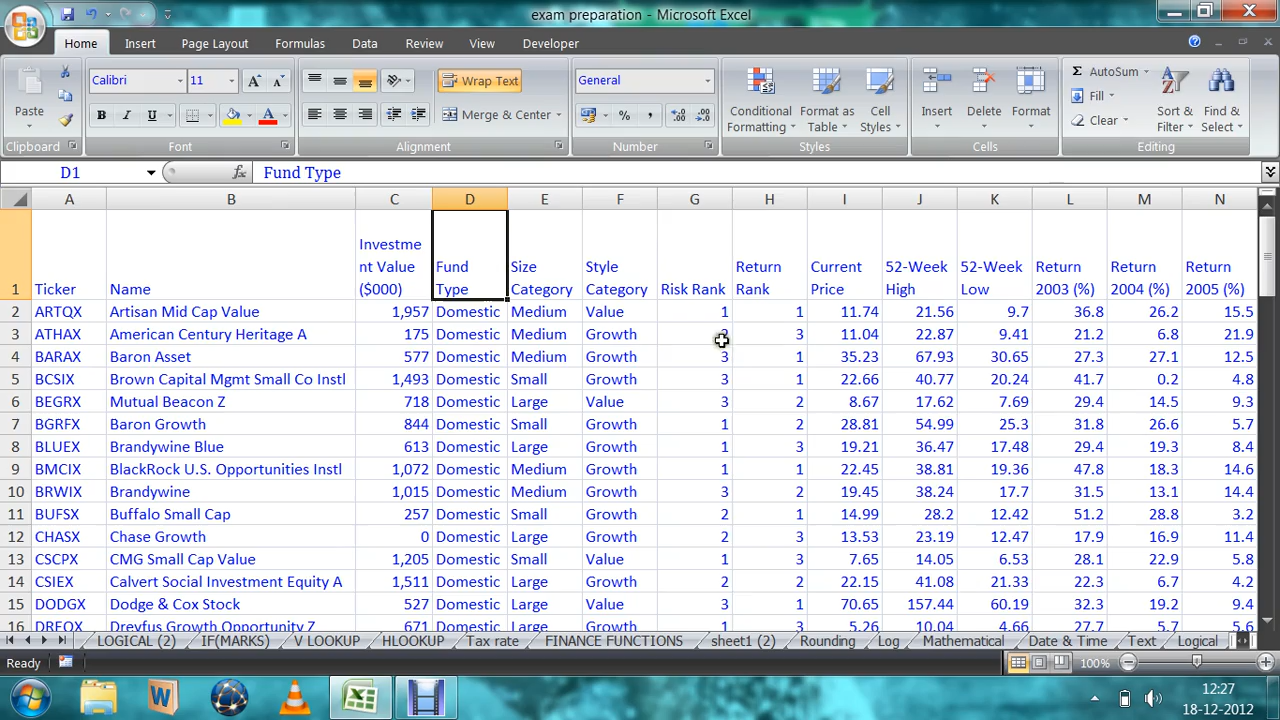 exam preparation - Microsoft Excel
Home Insert Page Layout Formulas Data Review View Developer
Calibri 11 Wrap Text General AutoSum
Paste Fill
B I U Merge & Center % , Conditional Formatting Format as Table Cell Styles Insert Delete Format Clear Sort & Filter Find & Select
Clipboard Font Alignment Number Styles Cells Editing
D1 fx Fund Type
A B C D E F G H I J K L M N
1 Ticker Name Investment Value ($000) Fund Type Size Category Style Category Risk Rank Return Rank Current Price 52-Week High 52-Week Low Return 2003 (%) Return 2004 (%) Return 2005 (%)
2 ARTQX Artisan Mid Cap Value 1,957 Domestic Medium Value 1 1 11.74 21.56 9.7 36.8 26.2 15.5
3 ATHAX American Century Heritage A 175 Domestic Medium Growth 3 11.04 22.87 9.41 21.2 6.8 21.9
4 BARAX Baron Asset 577 Domestic Medium Growth 3 1 35.23 67.93 30.65 27.3 27.1 12.5
5 BCSIX Brown Capital Mgmt Small Co Instl 1,493 Domestic Small Growth 3 1 22.66 40.77 20.24 41.7 0.2 4.8
6 BEGRX Mutual Beacon Z 718 Domestic Large Value 3 1 8.67 17.62 7.69 29.4 14.5 9.3
7 BGRFX Baron Growth 844 Domestic Small Growth 1 2 28.81 54.99 25.3 31.8 26.6 5.7
8 BLUEX Brandywine Blue 613 Domestic Large Growth 1 3 19.21 36.47 17.48 29.4 19.3 8.4
9 BMCIX BlackRock U.S. Opportunities Instl 1,072 Domestic Medium Growth 1 1 22.45 38.81 19.36 47.8 18.3 14.6
10 BRWIX Brandywine 1,015 Domestic Medium Growth 3 2 19.45 38.24 17.7 31.5 13.1 14.4
11 BUFSX Buffalo Small Cap 257 Domestic Small Growth 2 1 14.99 28.2 12.42 51.2 28.8 3.2
12 CHASX Chase Growth 0 Domestic Large Growth 2 3 13.53 23.19 12.47 17.9 16.9 11.4
13 CSCPX CMG Small Cap Value 1,205 Domestic Small Value 1 3 7.65 14.05 6.53 28.1 22.9 5.8
14 CSIEX Calvert Social Investment Equity A 1,511 Domestic Large Growth 2 2 22.15 41.08 21.33 22.3 6.7 4.2
15 DODGX Dodge & Cox Stock 527 Domestic Large Value 3 1 70.65 157.44 60.19 32.3 19.2 9.4
16 DREQX Dreyfus Growth Opportunity Z 671 Domestic Large Growth 1 3 5.26 10.04 4.66 27.7 5.7 5.6
LOGICAL (2) IF(MARKS) V LOOKUP HLOOKUP Tax rate FINANCE FUNCTIONS sheet1 (2) Rounding Log Mathematical Date & Time Text Logical
Ready 100%
12:27
18-12-2012